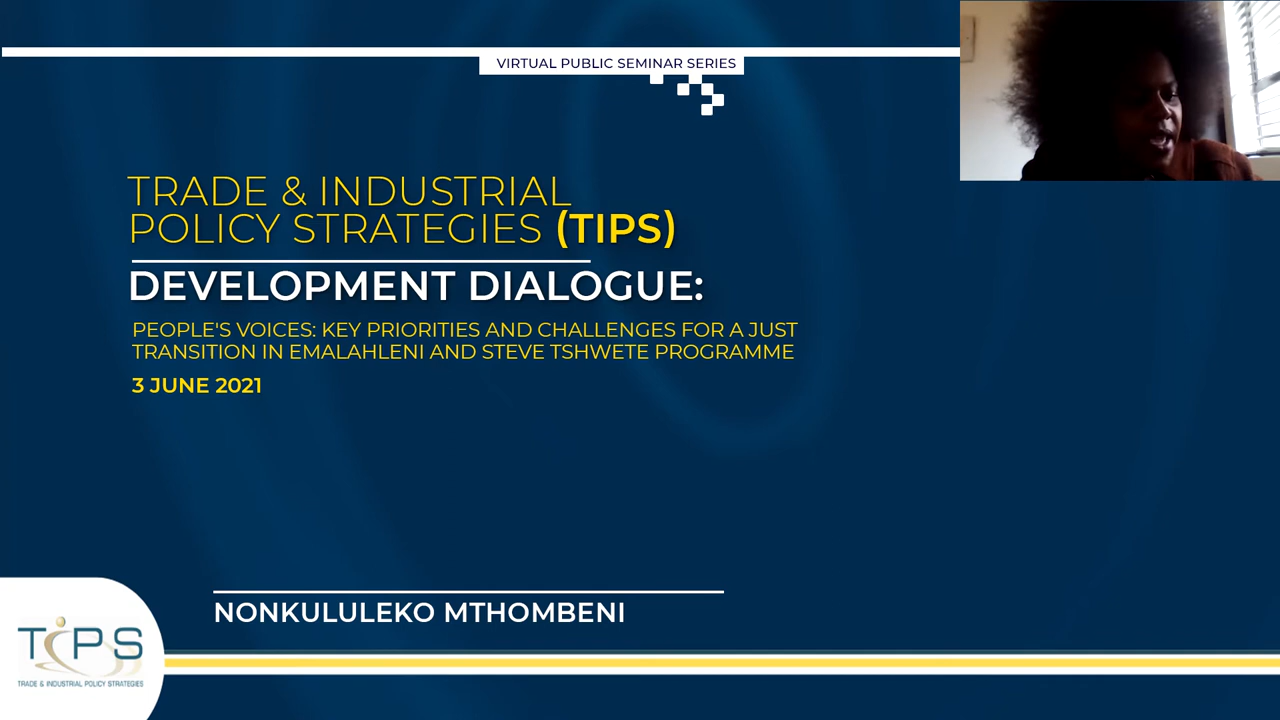 VIRTUAL PUBLIC SEMINAR SERIES
TRADE & INDUSTRIAL
POLICY STRATEGIES (TIPS)
DEVELOPMENT DIALOGUE:
PEOPLE'S VOICES: KEY PRIORITIES AND CHALLENGES FOR A JUST
TRANSITION IN EMALAHLENI AND STEVE TSHWETE PROGRAMME
3 JUNE 2021
NONKULULEKO MTHOMBENI
TiPS
TRADE & INDUSTRIAL POLICY STRATEGIES